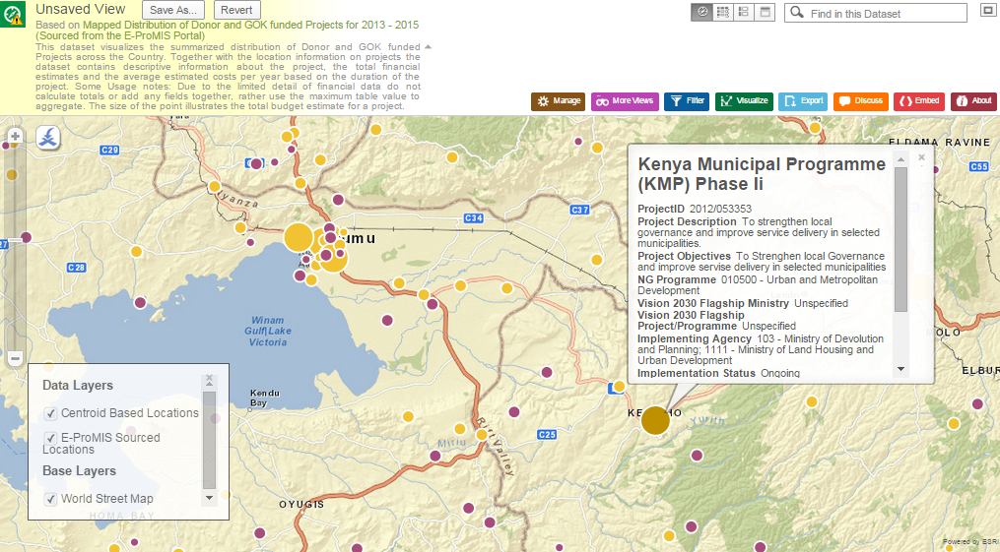 Unsaved View
Save As...
Revert
Based on Mapped Distribution of Donor and GOK funded Projects for 2013 - 2015
(Sourced from the E-ProMIS Portal)
This dataset visualizes the summarized distribution of Donor and GOK funded
Projects across the Country. Together with the location information on projects the
dataset contains descriptive information about the project, the total financial
estimates and the average estimated costs per year based on the duration of the
project. Some Usage notes: Due to the limited detail of financial data do not
calculate totals or add any fields together, rather use the maximum table value to
aggregate. The size of the point illustrates the total budget estimate for a project.
Find in this Dataset
Manage
More Views
Filter
Visualize
Export
Discuss
Embed
About
C29
ELDAMA RAVINE
C55
C37
C34
umu
C28
Winam
Gulf|Lake
Victoria
Kendu
Bay
C25
Rift Valley
OYUGIS
HOMA BAY
ELBUR
Yurith
Kenya Municipal Programme
(KMP) Phase Ii
ProjectID 2012/053353
Project Description To strengthen local
governance and improve service delivery in selected
municipalities.
Project Objectives To Strenghen local Governance
and improve servise delivery in selected municipalities
NG Programme 010500 - Urban and Metropolitan
Development
Vision 2030 Flagship Ministry Unspecified
Vision 2030 Flagship
Project/Programme Unspecified
Implementing Agency 103 - Ministry of Devolution
and Planning; 1111 - Ministry of Land Housing and
Urban Development
Implementation Status Ongoing
Data Layers
Centroid Based Locations
E-ProMIS Sourced
Locations
Base Layers
World Street Map
Powered by ESRI